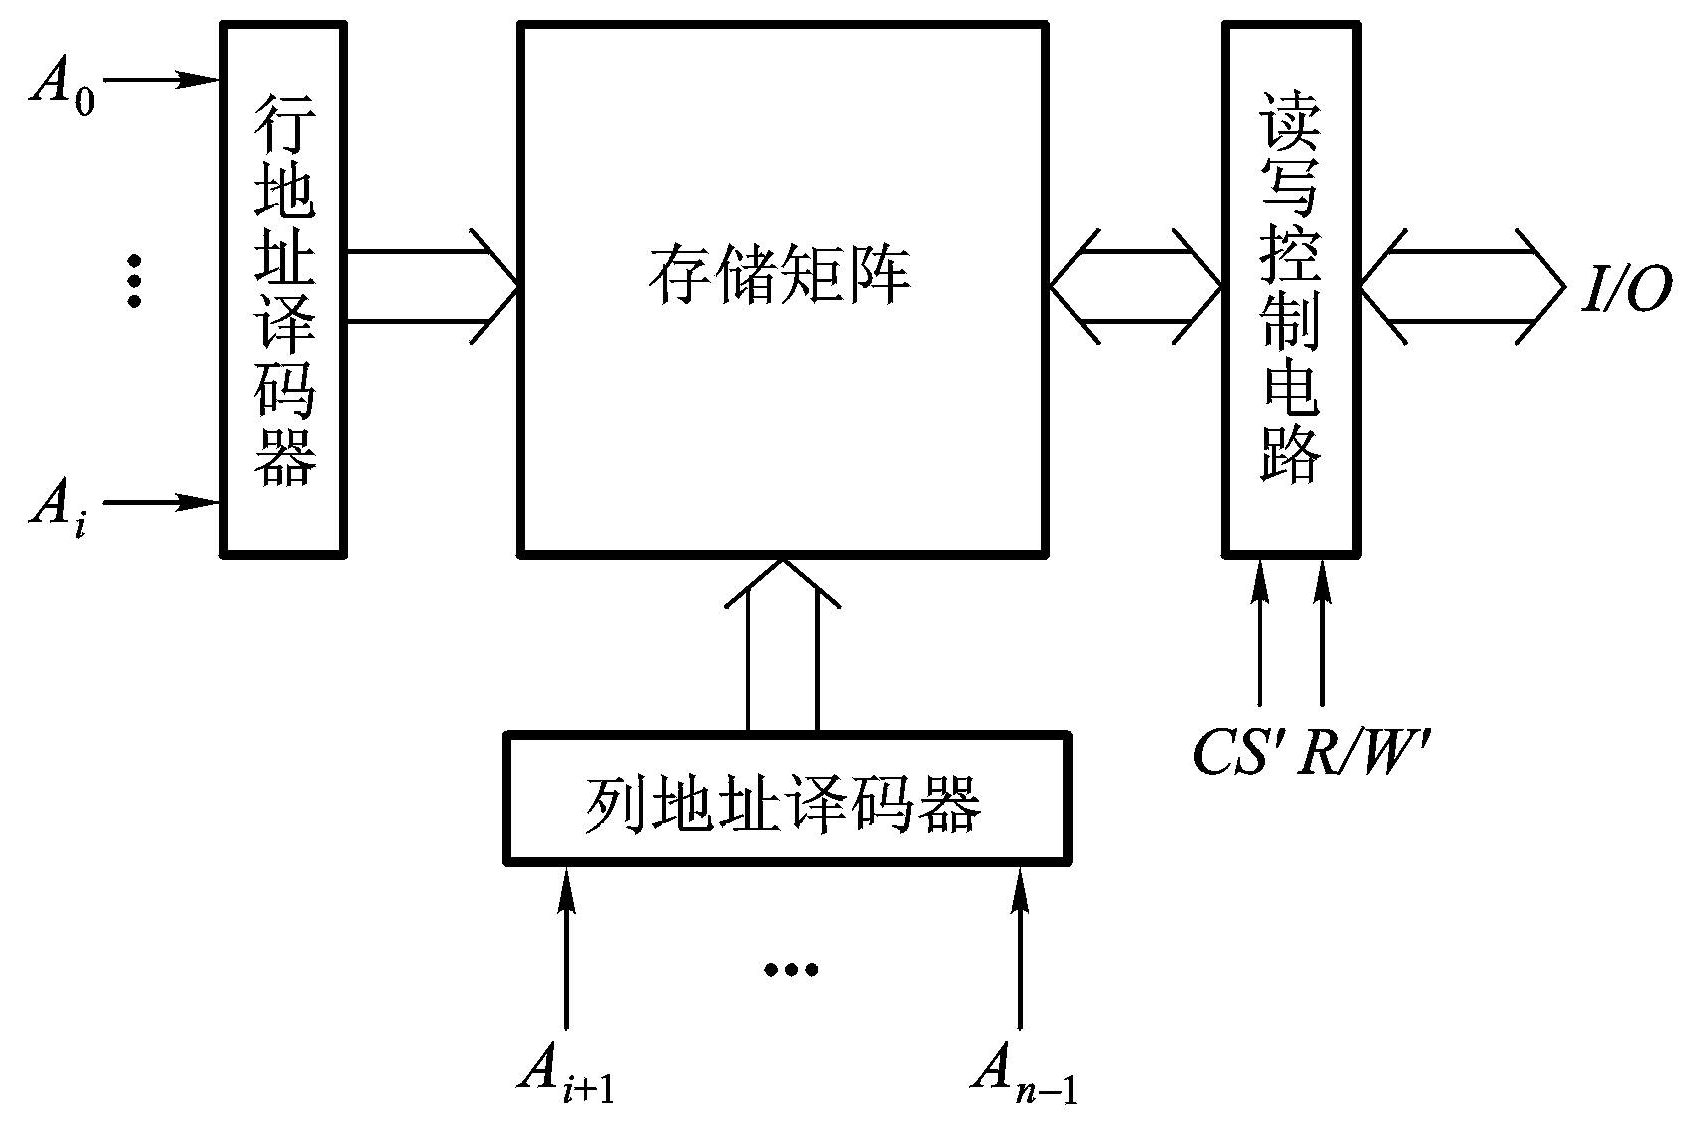 A0
行地址译码器
Ai
存储矩阵
读写控制电路
I/O
CS' R/W'
列地址译码器
Ai+1
An−1